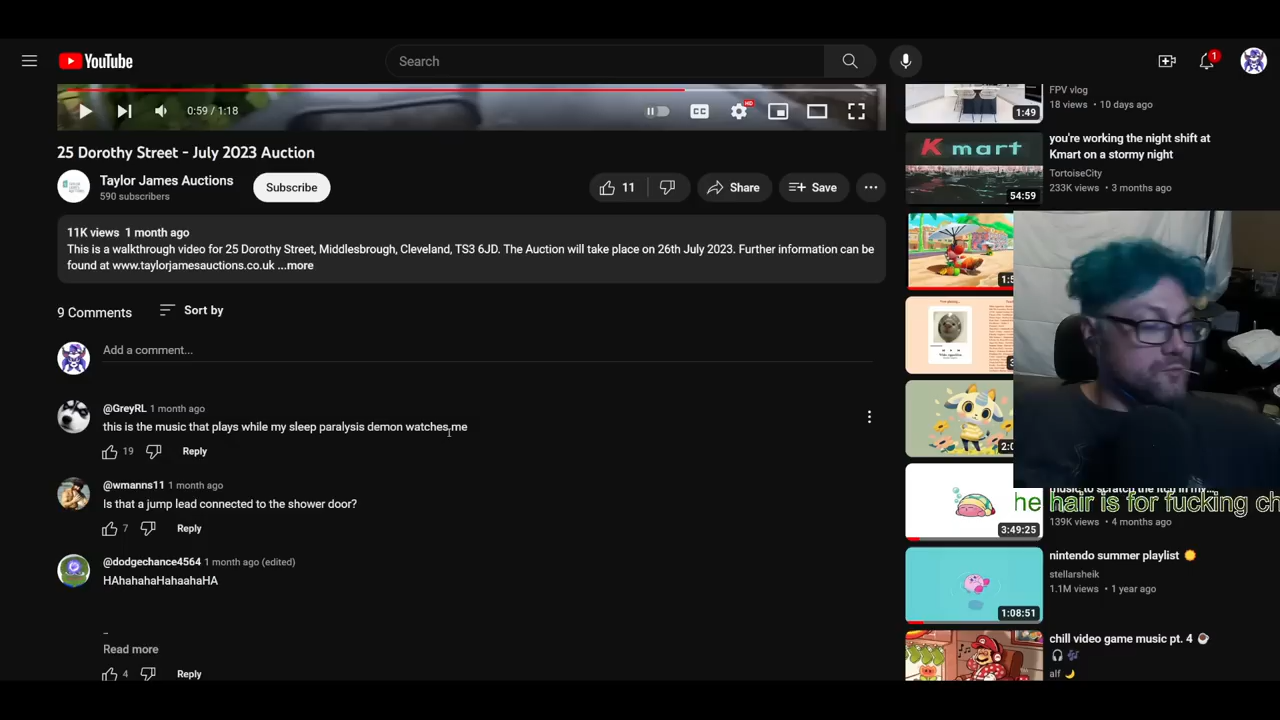 YouTube
Search
1
0:59 / 1:18
CC
HD
25 Dorothy Street - July 2023 Auction
Taylor James Auctions
590 subscribers
Subscribe
11
Share
Save
11K views 1 month ago
This is a walkthrough video for 25 Dorothy Street, Middlesbrough, Cleveland, TS3 6JD. The Auction will take place on 26th July 2023. Further information can be
found at www.taylorjamesauctions.co.uk ...more
9 Comments
Sort by
Add a comment...
@GreyRL 1 month ago
this is the music that plays while my sleep paralysis demon watches me
19
Reply
@wmanns11 1 month ago
Is that a jump lead connected to the shower door?
7
Reply
@dodgechance4564 1 month ago (edited)
HAhahahaHahaahaHA
_
Read more
4
Reply
FPV vlog
18 views • 10 days ago
1:49
K mart
54:59
you're working the night shift at
Kmart on a stormy night
TortoiseCity
233K views • 3 months ago
he hair is for fucking ch
139K views • 4 months ago
3:49:25
nintendo summer playlist
stellarsheik
1.1M views • 1 year ago
1:08:51
chill video game music pt. 4
alf